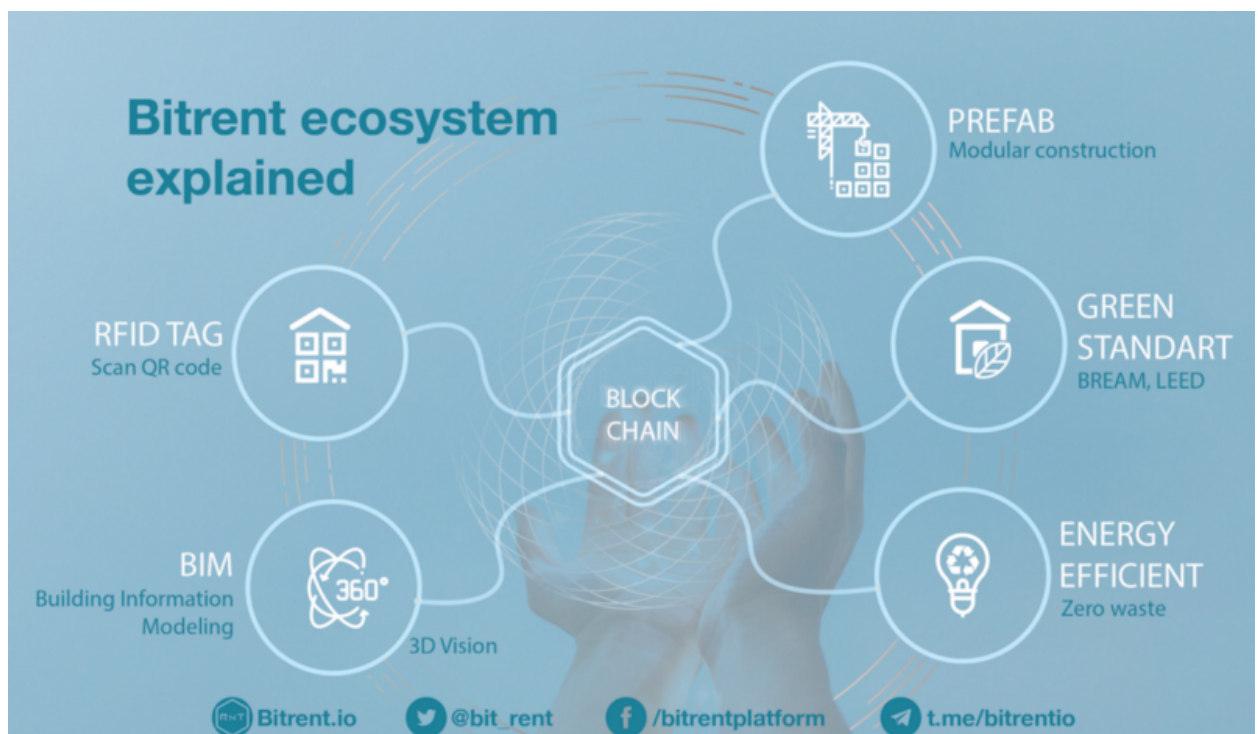 Bitrent ecosystem
explained
PREFAB
Modular construction
RFID TAG
Scan QR code
BLOCK
CHAIN
GREEN
STANDART
BREAM, LEED
BIM
Building Information
Modeling
360°
3D Vision
ENERGY
EFFICIENT
Zero waste
RNT Bitrent.io @bit_rent /bitrentplatform t.me/bitrentio